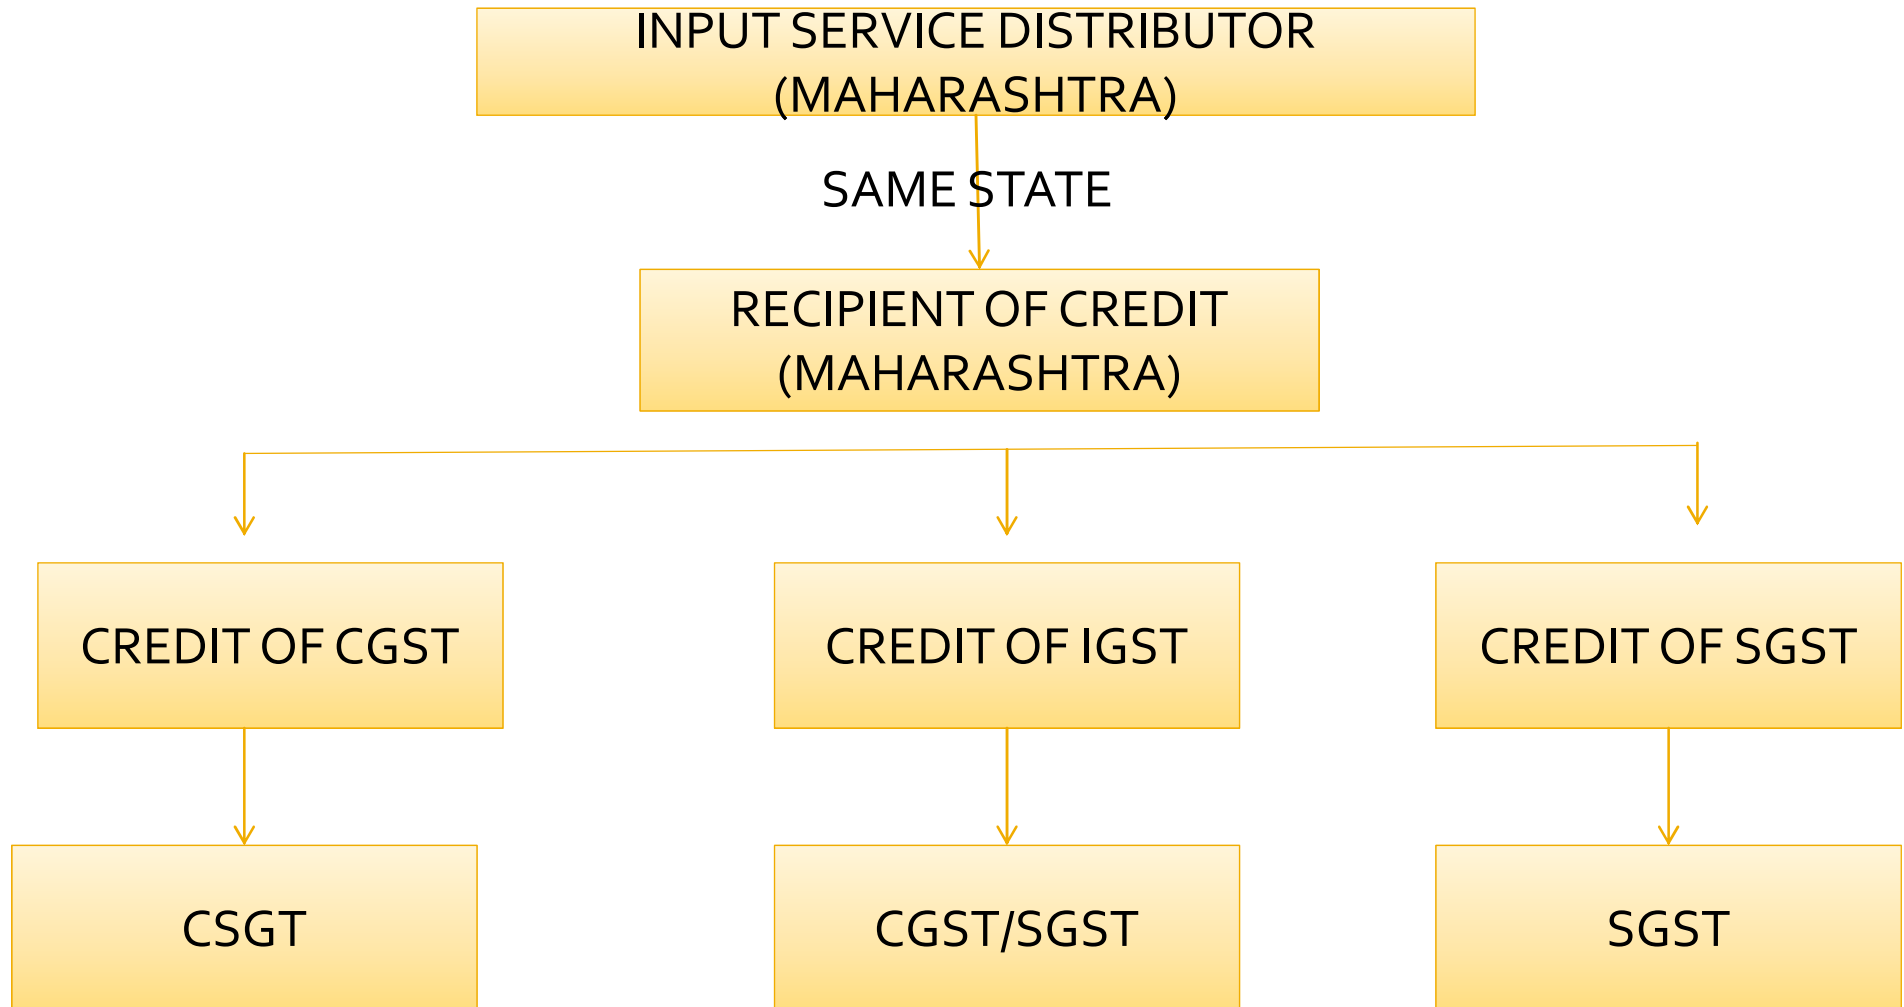 INPUT SERVICE DISTRIBUTOR
(MAHARASHTRA)
SAME STATE
RECIPIENT OF CREDIT
(MAHARASHTRA)
CREDIT OF CGST
CREDIT OF IGST
CREDIT OF SGST
CSGT
CGST/SGST
SGST